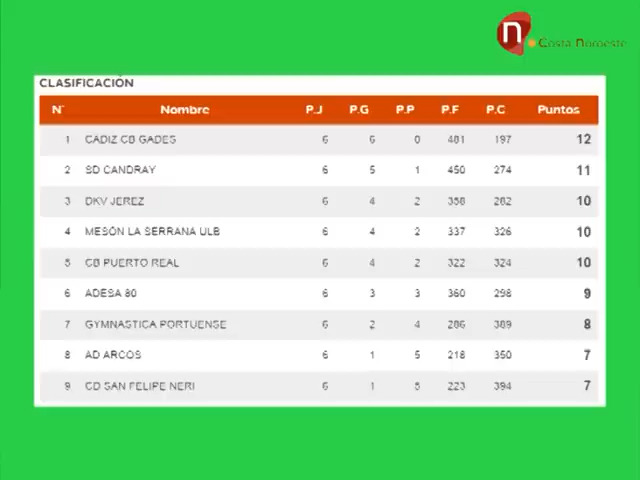 n Costa Noroeste
CLASIFICACIÓN
Nº Nombre P.J P.G P.P P.F P.C Puntos
1 CÁDIZ CB GADES 6 6 0 481 197 12
2 SD CANDRAY 6 5 1 450 274 11
3 DKV JEREZ 6 4 2 358 282 10
4 MESÓN LA SERRANA ULB 6 4 2 337 326 10
5 CB PUERTO REAL 6 4 2 322 324 10
6 ADESA 80 6 3 3 360 298 9
7 GYMNASTICA PORTUENSE 6 2 4 286 389 8
8 AD ARCOS 6 1 5 218 350 7
9 CD SAN FELIPE NERI 6 1 5 223 394 7